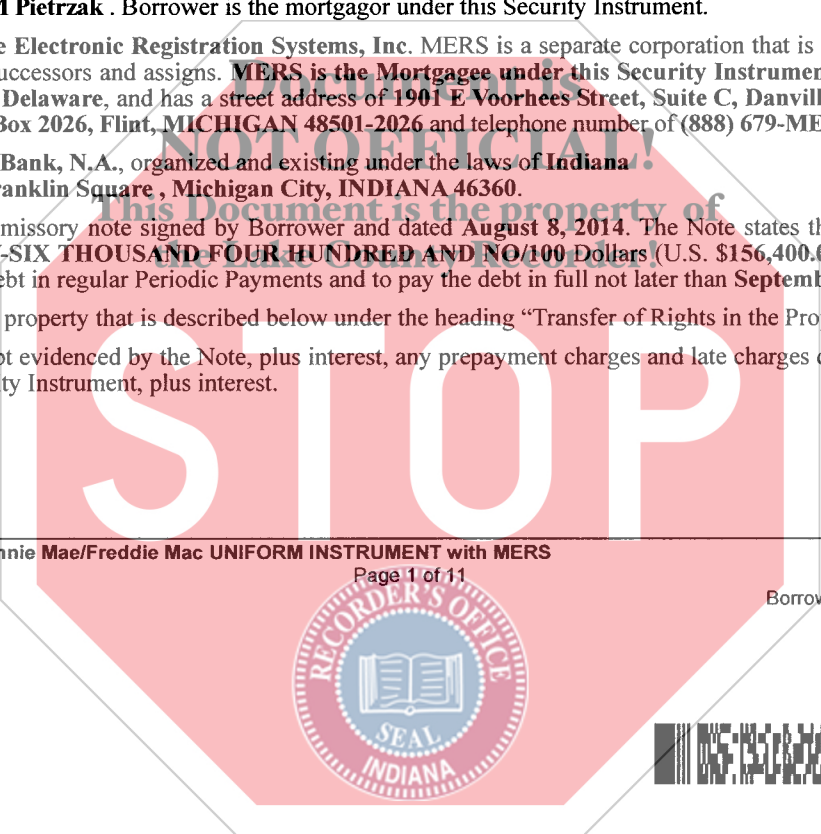 M Pietrzak . Borrower is the mortgagor under this Security Instrument.
e Electronic Registration Systems, Inc. MERS is a separate corporation that is
uccessors and assigns. MERS is the Mortgagee under this Security Instrumen
Document is
Delaware, and has a street address of 1901 E Voorhees Street, Suite C, Danvill
Box 2026, Flint, MICHIGAN 48501-2026 and telephone number of (888) 679-ME
NOT OFFICIAL!
Bank, N.A., organized and existing under the laws of Indiana
ranklin Square , Michigan City, INDIANA 46360.
This Document is the property of
missory note signed by Borrower and dated August 8, 2014. The Note states th
-SIX THOUSAND FOUR HUNDRED AND NO/100 Dollars (U.S. $156,400.0
the Lake County Recorder!
ebt in regular Periodic Payments and to pay the debt in full not later than Septemb
property that is described below under the heading “Transfer of Rights in the Pro
ot evidenced by the Note, plus interest, any prepayment charges and late charges d
ty Instrument, plus interest.
STOP
nnie Mae/Freddie Mac UNIFORM INSTRUMENT with MERS
Page 1 of 11
Borrow
RECORDER'S OFFICE
SEAL
INDIANA